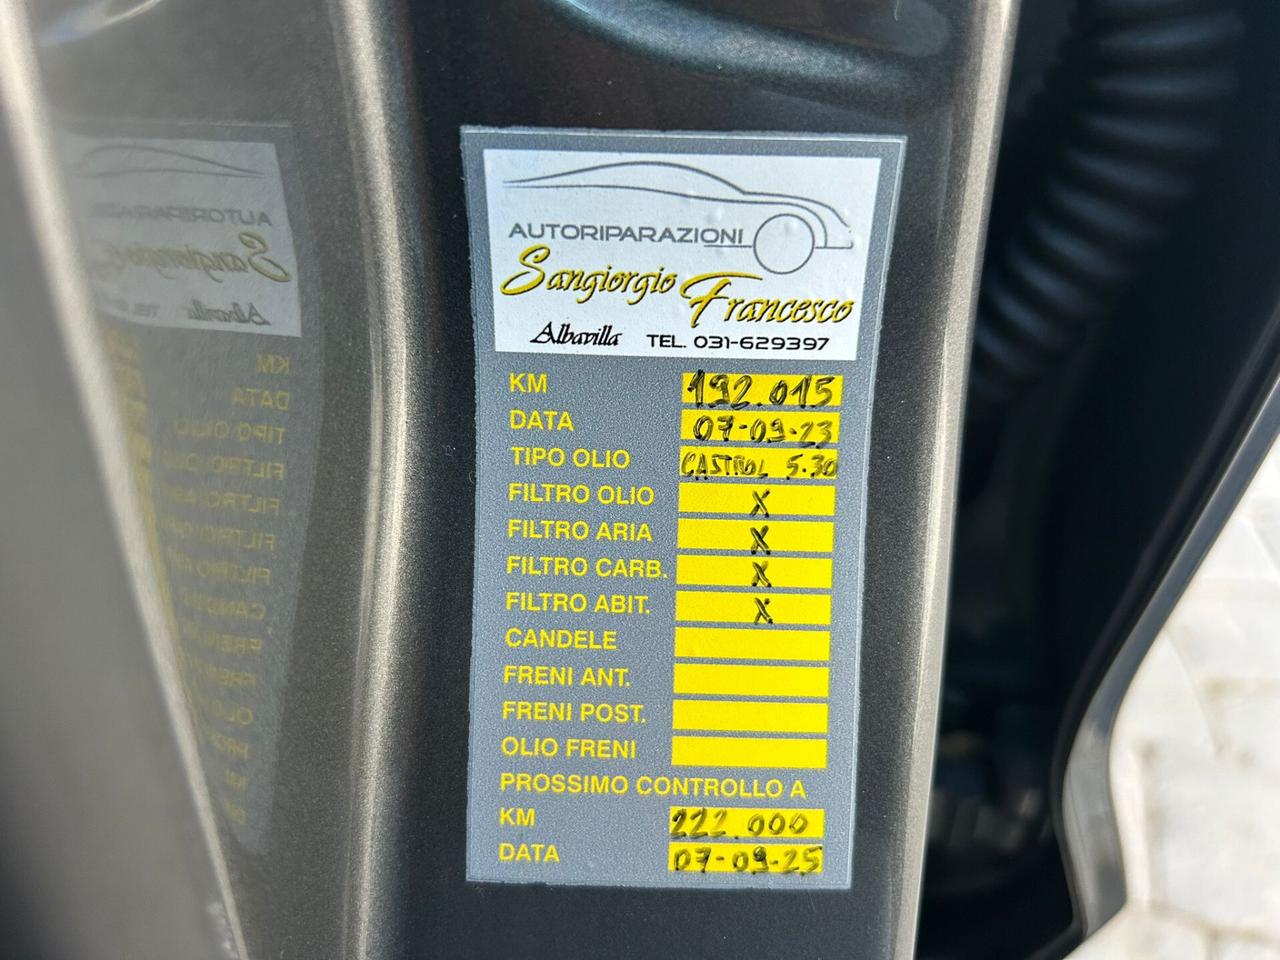 AUTORIPARAZIONI
Sangiorgio Francesco
Albavilla TEL. 031-629397
KM 192.015
DATA 07-09-23
TIPO OLIO CASTROL 5.30
FILTRO OLIO X
FILTRO ARIA X
FILTRO CARB. X
FILTRO ABIT. X
CANDELE
FRENI ANT.
FRENI POST.
OLIO FRENI
PROSSIMO CONTROLLO A
KM 222.000
DATA 07-09-25